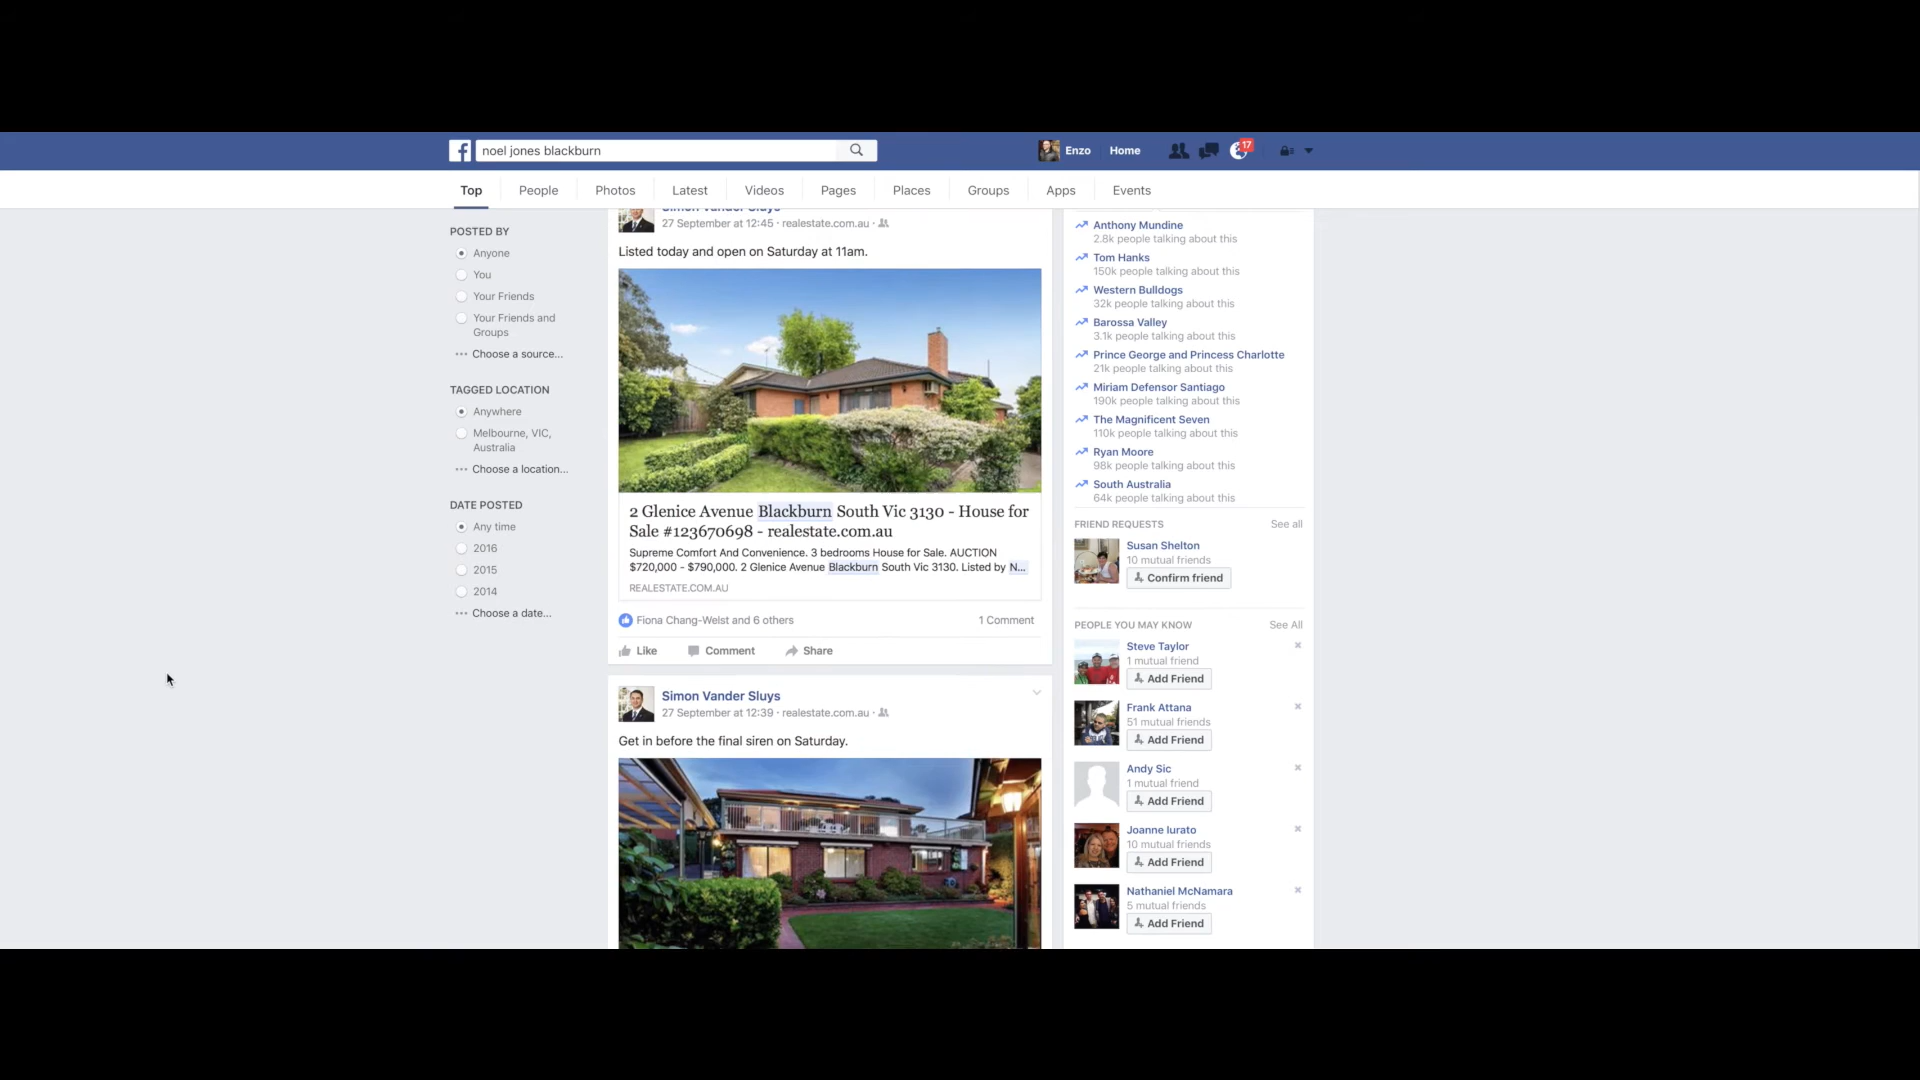 noel jones blackburn
Enzo
Home
17
Top
People
Photos
Latest
Videos
Pages
Places
Groups
Apps
Events
POSTED BY
Anyone
You
Your Friends
Your Friends and
Groups
Choose a source...
TAGGED LOCATION
Anywhere
Melbourne, VIC,
Australia
Choose a location...
DATE POSTED
Any time
2016
2015
2014
Choose a date...
Simon Vander Sluys
27 September at 12:45 · realestate.com.au ·
Listed today and open on Saturday at 11am.
2 Glenice Avenue Blackburn South Vic 3130 - House for
Sale #123670698 - realestate.com.au
Supreme Comfort And Convenience. 3 bedrooms House for Sale. AUCTION
$720,000 - $790,000. 2 Glenice Avenue Blackburn South Vic 3130. Listed by N...
REALESTATE.COM.AU
Fiona Chang-Welst and 6 others
1 Comment
Like
Comment
Share
Simon Vander Sluys
27 September at 12:39 · realestate.com.au ·
Get in before the final siren on Saturday.
Anthony Mundine
2.8k people talking about this
Tom Hanks
150k people talking about this
Western Bulldogs
32k people talking about this
Barossa Valley
3.1k people talking about this
Prince George and Princess Charlotte
21k people talking about this
Miriam Defensor Santiago
190k people talking about this
The Magnificent Seven
110k people talking about this
Ryan Moore
98k people talking about this
South Australia
64k people talking about this
FRIEND REQUESTS
See all
Susan Shelton
10 mutual friends
Confirm friend
PEOPLE YOU MAY KNOW
See All
Steve Taylor
1 mutual friend
Add Friend
Frank Attana
51 mutual friends
Add Friend
Andy Sic
1 mutual friend
Add Friend
Joanne Iurato
10 mutual friends
Add Friend
Nathaniel McNamara
5 mutual friends
Add Friend